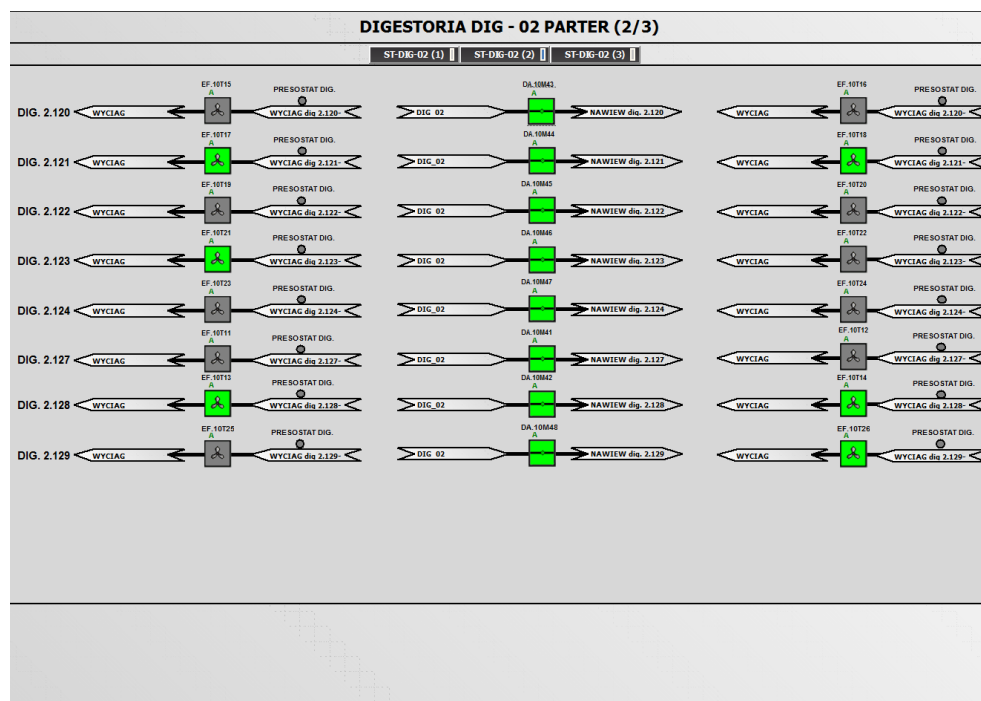 DIGESTORIA DIG - 02 PARTER (2/3)
ST-DIG-02 (1) ST-DIG-02 (2) ST-DIG-02 (3)
EF.10T15 DA.10M43 EF.10T16
A PRESOSTAT DIG. A A PRESOSTAT DIG.
DIG. 2.120 WYCIAG WYCIAG dig 2.120- DIG_02 NAWIEW dig. 2.120 WYCIAG WYCIAG dig 2.120-
EF.10T17 DA.10M44 EF.10T18
A PRESOSTAT DIG. A A PRESOSTAT DIG.
DIG. 2.121 WYCIAG WYCIAG dig 2.121- DIG_02 NAWIEW dig. 2.121 WYCIAG WYCIAG dig 2.121-
EF.10T19 DA.10M45 EF.10T20
A PRESOSTAT DIG. A A PRESOSTAT DIG.
DIG. 2.122 WYCIAG WYCIAG dig 2.122- DIG_02 NAWIEW dig. 2.122 WYCIAG WYCIAG dig 2.122-
EF.10T21 DA.10M46 EF.10T22
A PRESOSTAT DIG. A A PRESOSTAT DIG.
DIG. 2.123 WYCIAG WYCIAG dig 2.123- DIG_02 NAWIEW dig. 2.123 WYCIAG WYCIAG dig 2.123-
EF.10T23 DA.10M47 EF.10T24
A PRESOSTAT DIG. A A PRESOSTAT DIG.
DIG. 2.124 WYCIAG WYCIAG dig 2.124- DIG_02 NAWIEW dig. 2.124 WYCIAG WYCIAG dig 2.124-
EF.10T11 DA.10M41 EF.10T12
A PRESOSTAT DIG. A A PRESOSTAT DIG.
DIG. 2.127 WYCIAG WYCIAG dig 2.127- DIG_02 NAWIEW dig. 2.127 WYCIAG WYCIAG dig 2.127-
EF.10T13 DA.10M42 EF.10T14
A PRESOSTAT DIG. A A PRESOSTAT DIG.
DIG. 2.128 WYCIAG WYCIAG dig 2.128- DIG_02 NAWIEW dig. 2.128 WYCIAG WYCIAG dig 2.128-
EF.10T25 DA.10M48 EF.10T26
A PRESOSTAT DIG. A A PRESOSTAT DIG.
DIG. 2.129 WYCIAG WYCIAG dig 2.129- DIG_02 NAWIEW dig. 2.129 WYCIAG WYCIAG dig 2.129-